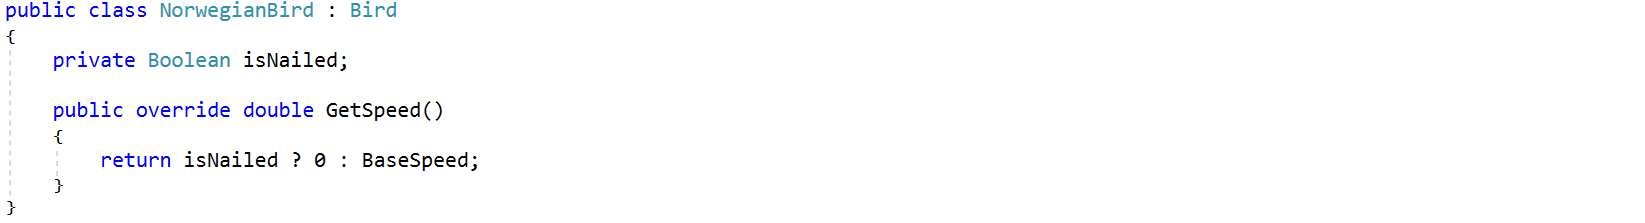 public class NorwegianBird : Bird
{
    private Boolean isNailed;

    public override double GetSpeed()
    {
        return isNailed ? 0 : BaseSpeed;
    }
}